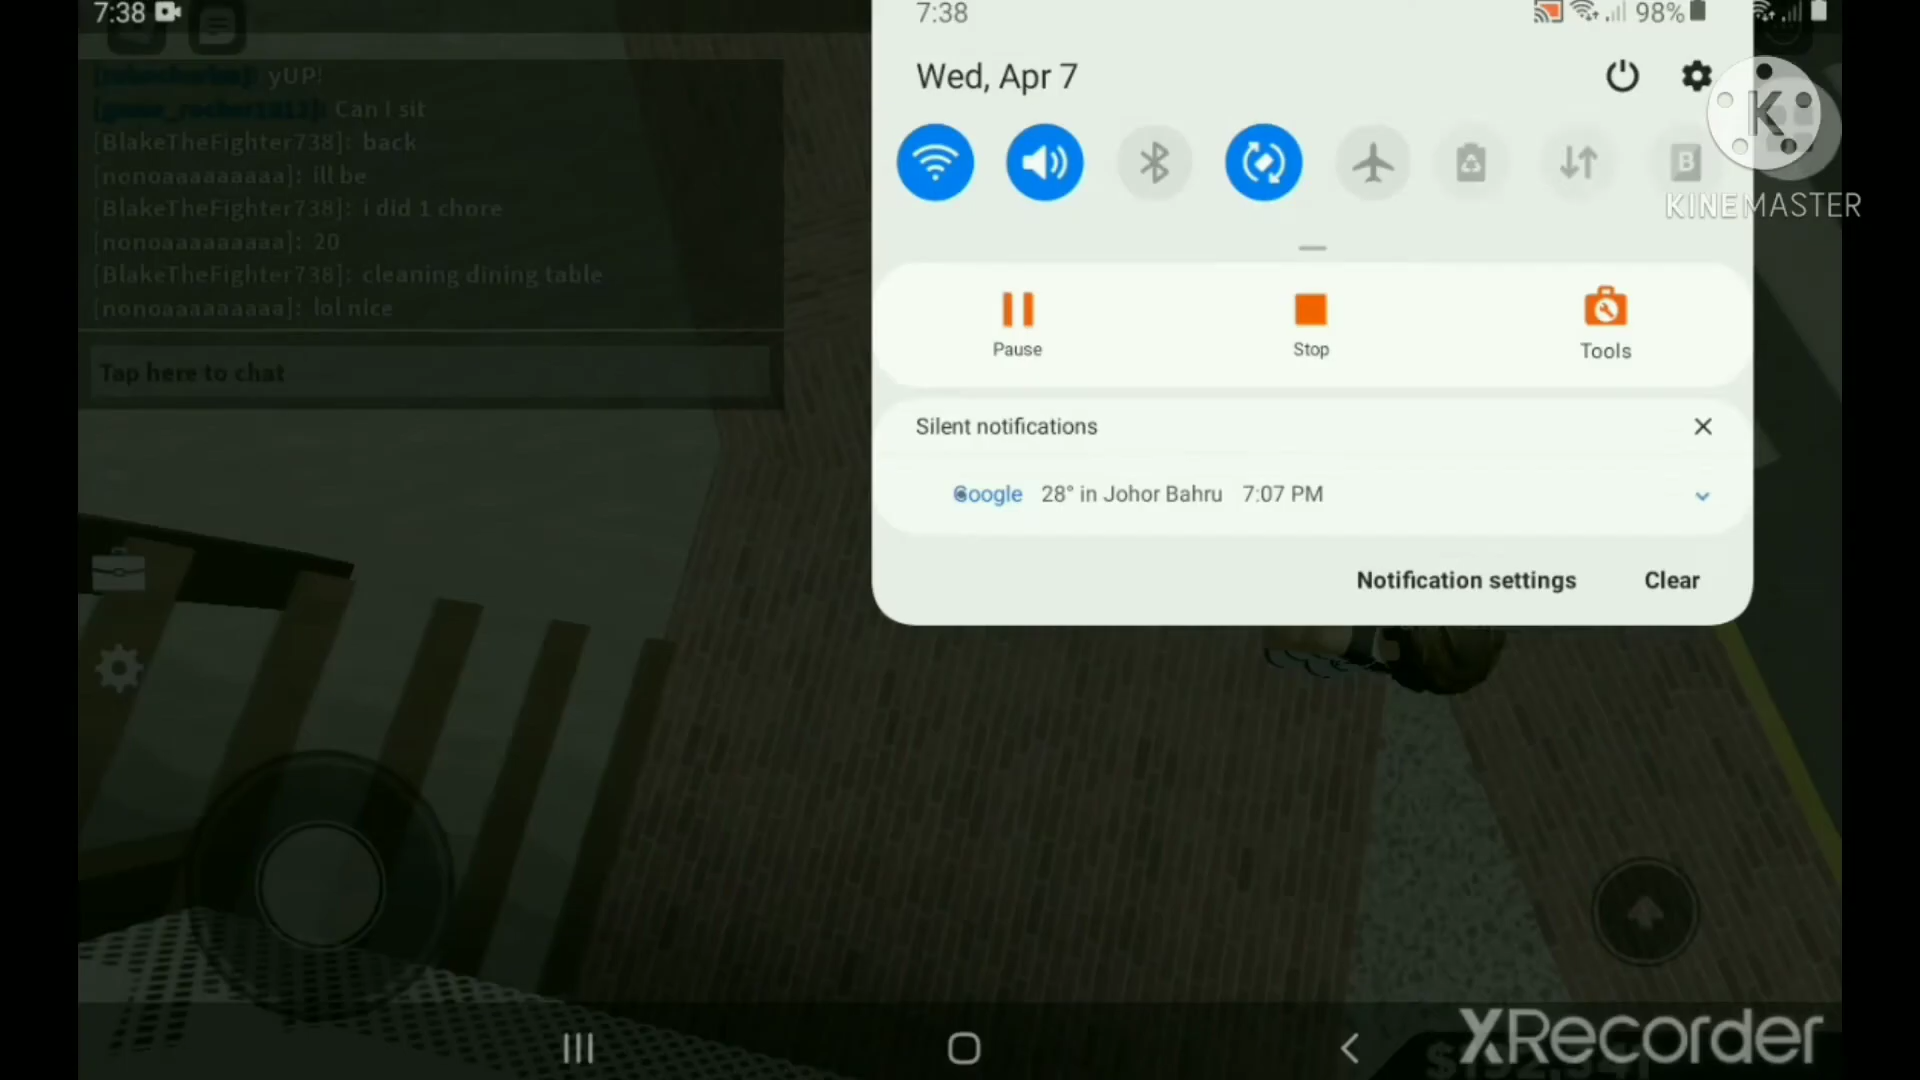 7:38
yUP!
Can I sit
[BlakeTheFighter738]: back
[nonoaaaaaaaaa]: ill be
[BlakeTheFighter738]: i did 1 chore
[nonoaaaaaaaaa]: 20
[BlakeTheFighter738]: cleaning dining table
[nonoaaaaaaaaa]: lol nice
Tap here to chat
7:38
98%
Wed, Apr 7
B
K
KINEMASTER
Pause
Stop
Tools
Silent notifications
Google 28° in Johor Bahru 7:07 PM
Notification settings
Clear
XRecorder